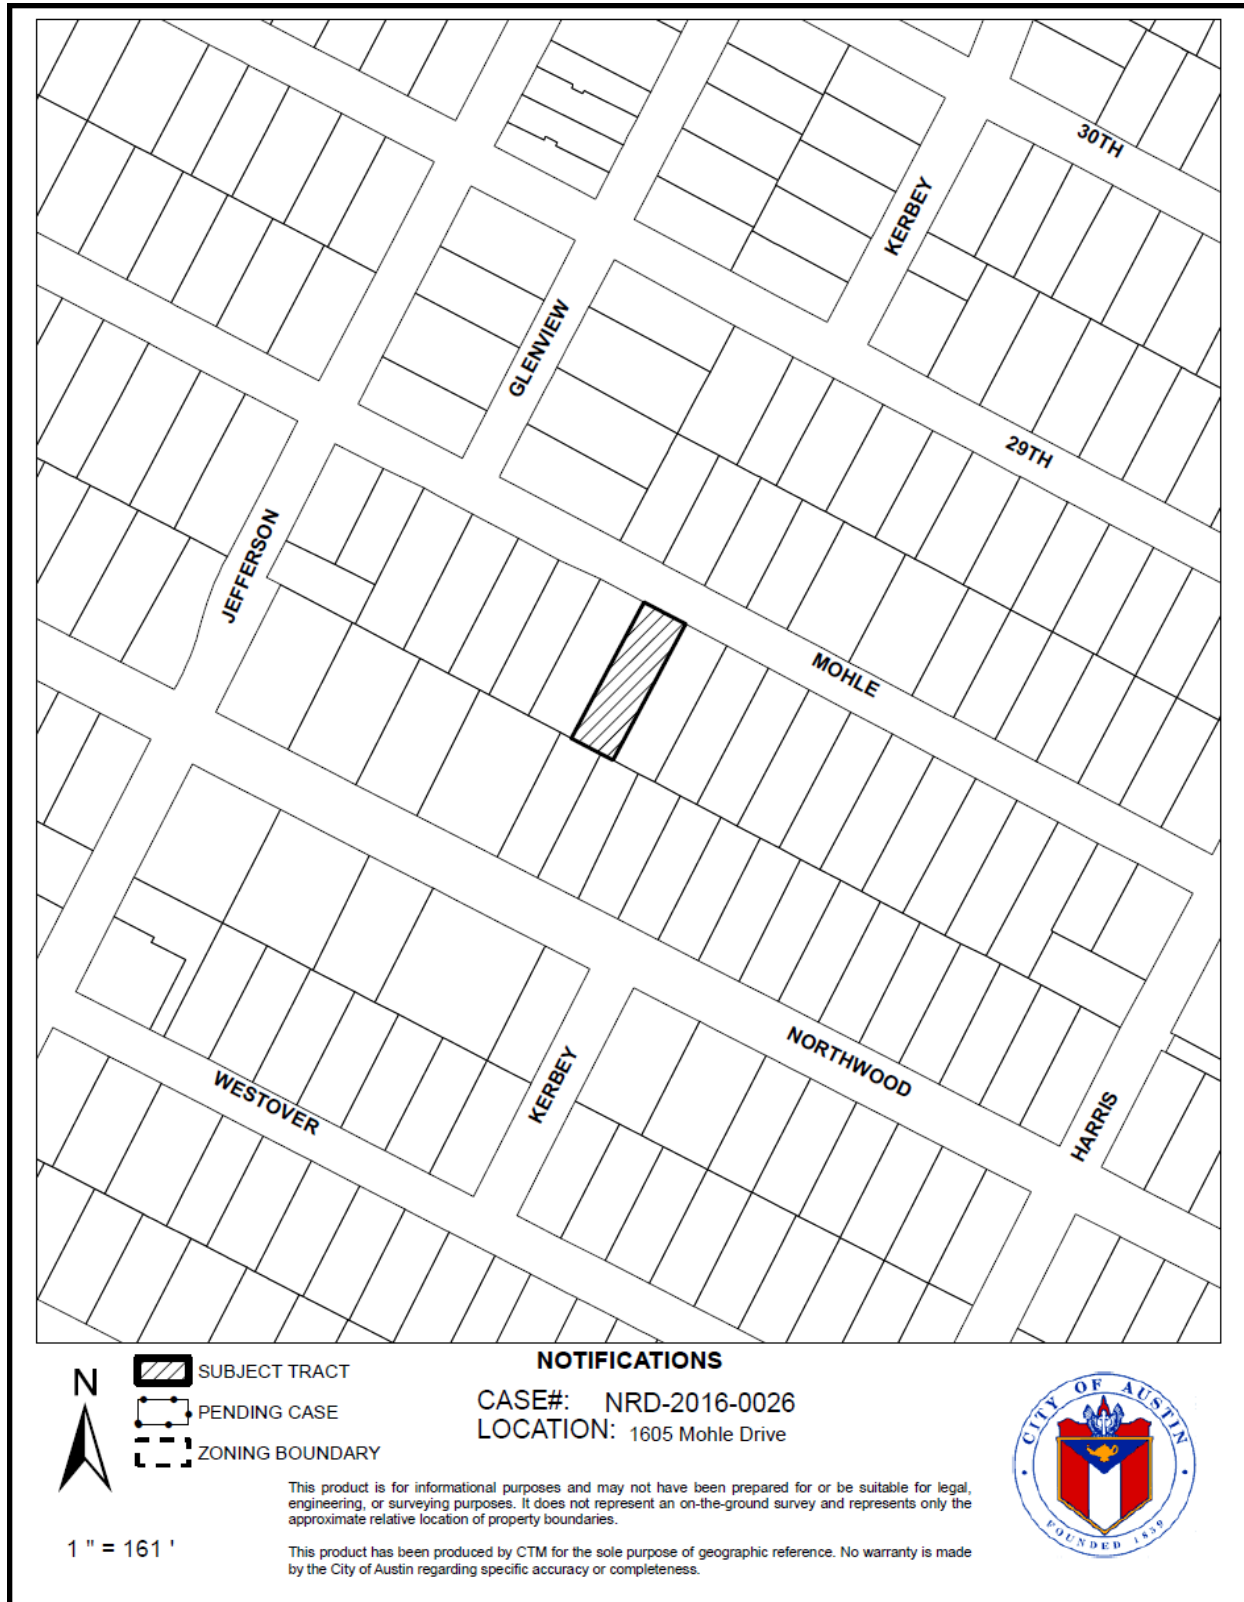 30TH
KERBEY
GLENVIEW
29TH
JEFFERSON
MOHLE
NORTHWOOD
KERBEY
WESTOVER
HARRIS
N
1 " = 161 '
SUBJECT TRACT
PENDING CASE
ZONING BOUNDARY
NOTIFICATIONS
CASE#: NRD-2016-0026
LOCATION: 1605 Mohle Drive
This product is for informational purposes and may not have been prepared for or be suitable for legal,
engineering, or surveying purposes. It does not represent an on-the-ground survey and represents only the
approximate relative location of property boundaries.
This product has been produced by CTM for the sole purpose of geographic reference. No warranty is made
by the City of Austin regarding specific accuracy or completeness.
CITY OF AUSTIN
FOUNDED 1839